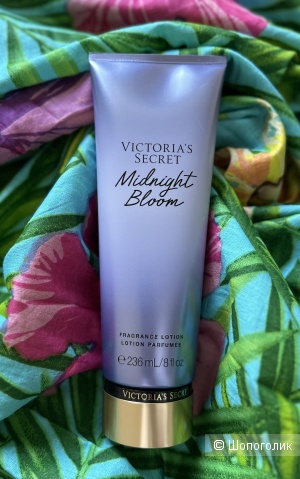 VICTORIA'S
SECRET
Midnight
Bloom
FRAGRANCE LOTION
LOTION PARFUMÉE
℮ 236 mL/8 fl oz
VICTORIA'S SECRET
© Шопоголик